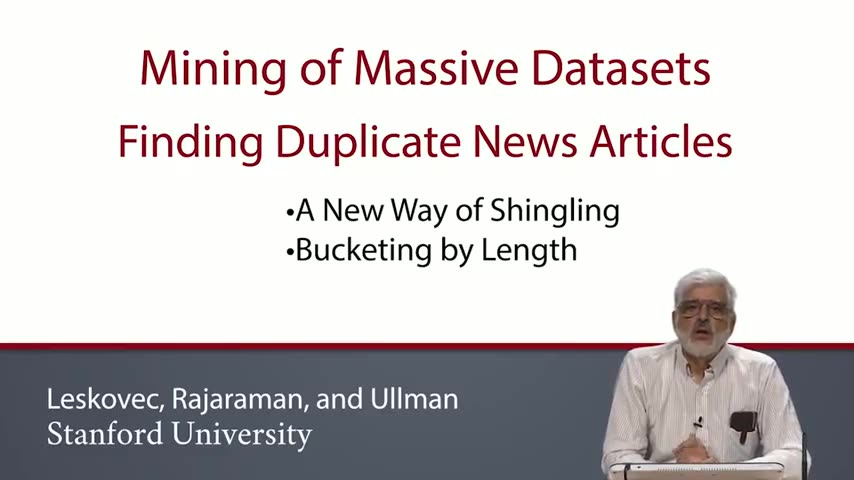 Mining of Massive Datasets
Finding Duplicate News Articles
•A New Way of Shingling
•Bucketing by Length
Leskovec, Rajaraman, and Ullman
Stanford University